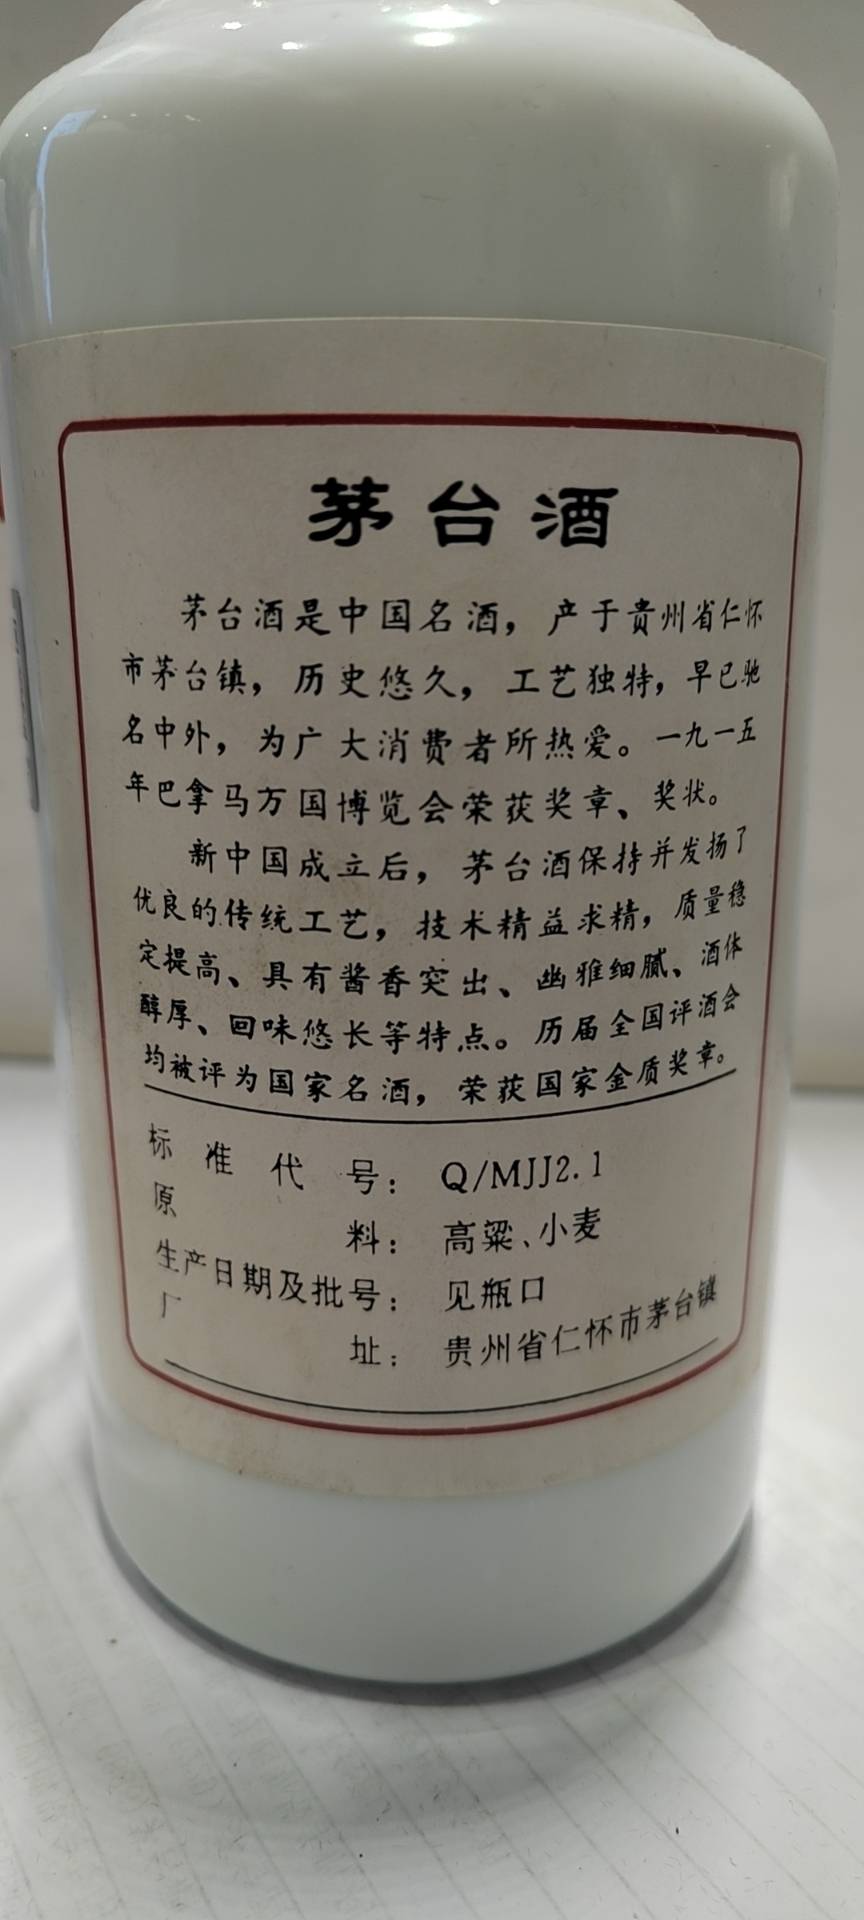 茅台酒
茅台酒是中国名酒，产于贵州省仁怀
市茅台镇，历史悠久，工艺独特，早已驰
名中外，为广大消费者所热爱。一九一五
年巴拿马万国博览会荣获奖章、奖状。
新中国成立后，茅台酒保持并发扬了
优良的传统工艺，技术精益求精，质量稳
定提高、具有酱香突出、幽雅细腻、酒体
醇厚、回味悠长等特点。历届全国评酒会
均被评为国家名酒，荣获国家金质奖章。
标准代号：Q/MJJ2.1
原料：高粱、小麦
生产日期及批号：见瓶口
厂址：贵州省仁怀市茅台镇